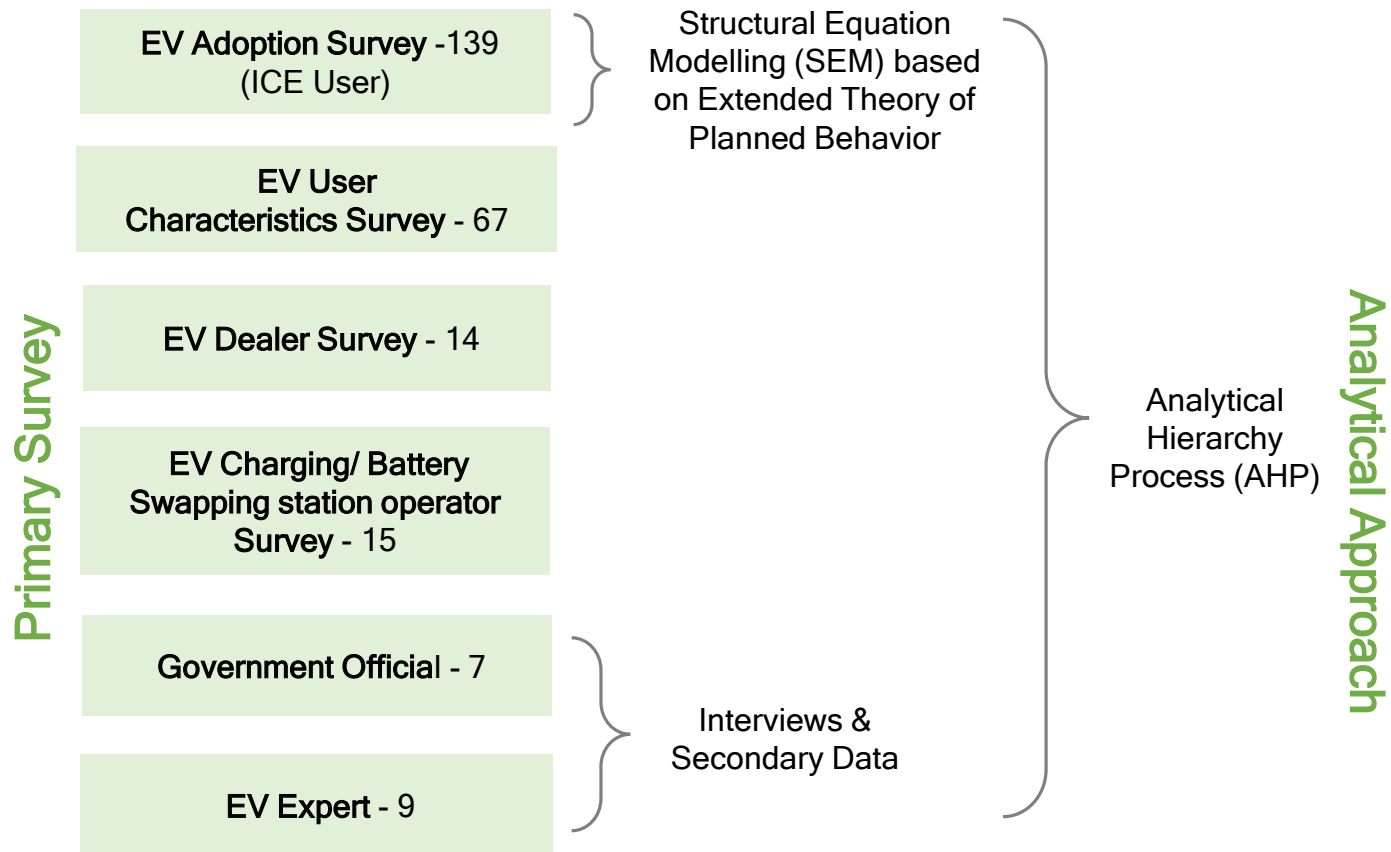 Primary Survey
EV Adoption Survey -139
(ICE User)
EV User
Characteristics Survey - 67
EV Dealer Survey - 14
EV Charging/ Battery
Swapping station operator
Survey - 15
Government Official - 7
EV Expert - 9
Structural Equation
Modelling (SEM) based
on Extended Theory of
Planned Behavior
Interviews &
Secondary Data
Analytical
Hierarchy
Process (AHP)
Analytical Approach